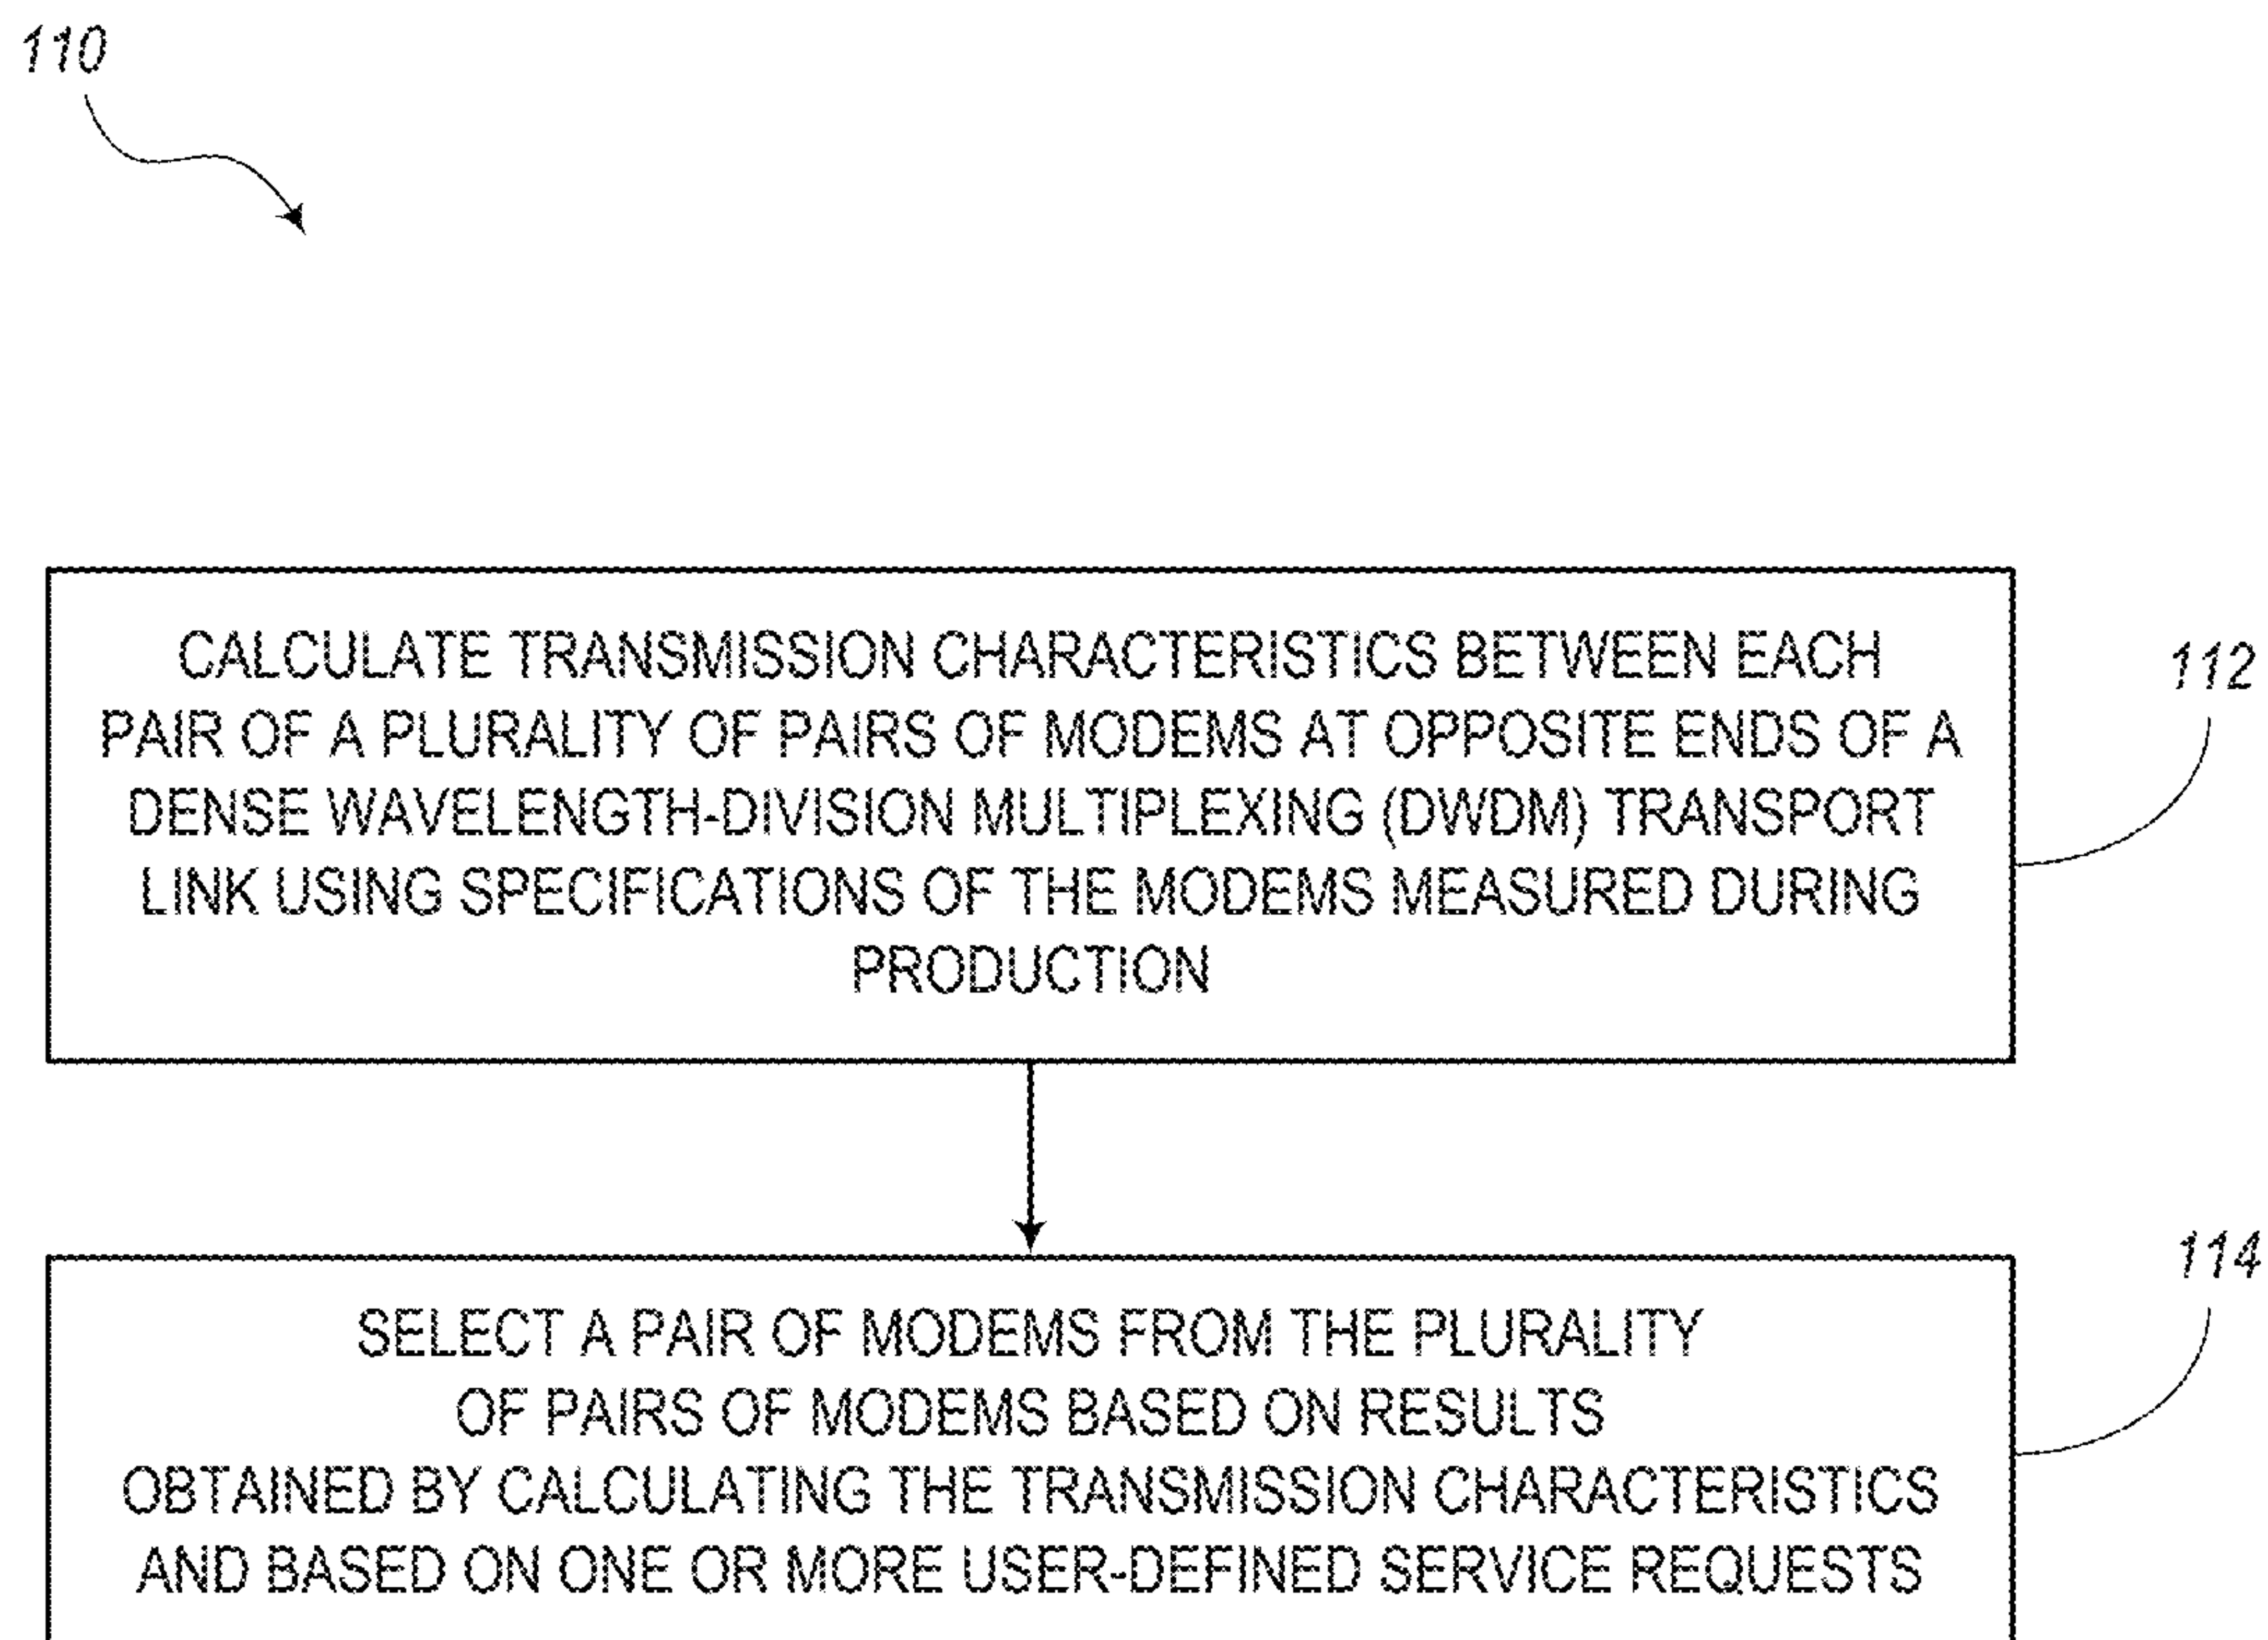 110
CALCULATE TRANSMISSION CHARACTERISTICS BETWEEN EACH
PAIR OF A PLURALITY OF PAIRS OF MODEMS AT OPPOSITE ENDS OF A
DENSE WAVELENGTH-DIVISION MULTIPLEXING (DWDM) TRANSPORT
LINK USING SPECIFICATIONS OF THE MODEMS MEASURED DURING
PRODUCTION
112
SELECT A PAIR OF MODEMS FROM THE PLURALITY
OF PAIRS OF MODEMS BASED ON RESULTS
OBTAINED BY CALCULATING THE TRANSMISSION CHARACTERISTICS
AND BASED ON ONE OR MORE USER-DEFINED SERVICE REQUESTS
114